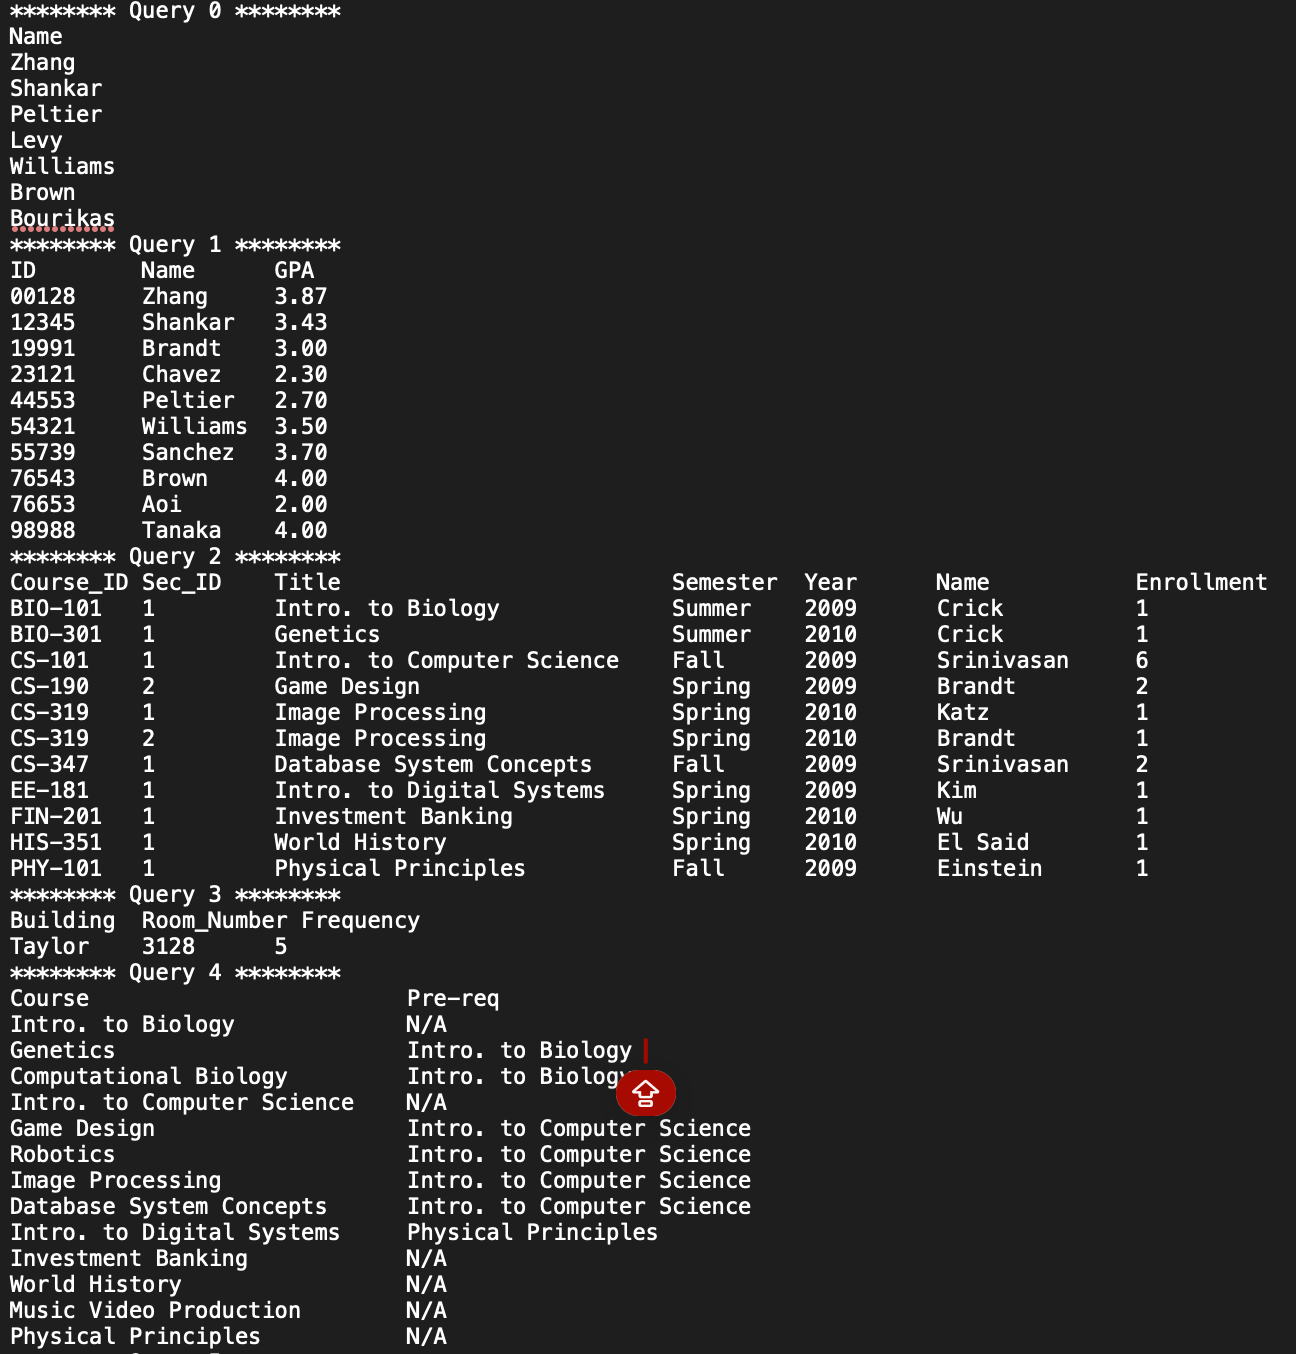 ******** Query 0 ********
Name
Zhang
Shankar
Peltier
Levy
Williams
Brown
Bourikas
******** Query 1 ********
ID Name GPA
00128 Zhang 3.87
12345 Shankar 3.43
19991 Brandt 3.00
23121 Chavez 2.30
44553 Peltier 2.70
54321 Williams 3.50
55739 Sanchez 3.70
76543 Brown 4.00
76653 Aoi 2.00
98988 Tanaka 4.00
******** Query 2 ********
Course_ID Sec_ID Title Semester Year Name Enrollment
BIO-101 1 Intro. to Biology Summer 2009 Crick 1
BIO-301 1 Genetics Summer 2010 Crick 1
CS-101 1 Intro. to Computer Science Fall 2009 Srinivasan 6
CS-190 2 Game Design Spring 2009 Brandt 2
CS-319 1 Image Processing Spring 2010 Katz 1
CS-319 2 Image Processing Spring 2010 Brandt 1
CS-347 1 Database System Concepts Fall 2009 Srinivasan 2
EE-181 1 Intro. to Digital Systems Spring 2009 Kim 1
FIN-201 1 Investment Banking Spring 2010 Wu 1
HIS-351 1 World History Spring 2010 El Said 1
PHY-101 1 Physical Principles Fall 2009 Einstein 1
******** Query 3 ********
Building Room_Number Frequency
Taylor 3128 5
******** Query 4 ********
Course Pre-req
Intro. to Biology N/A
Genetics Intro. to Biology
Computational Biology Intro. to Biology
Intro. to Computer Science N/A
Game Design Intro. to Computer Science
Robotics Intro. to Computer Science
Image Processing Intro. to Computer Science
Database System Concepts Intro. to Computer Science
Intro. to Digital Systems Physical Principles
Investment Banking N/A
World History N/A
Music Video Production N/A
Physical Principles N/A